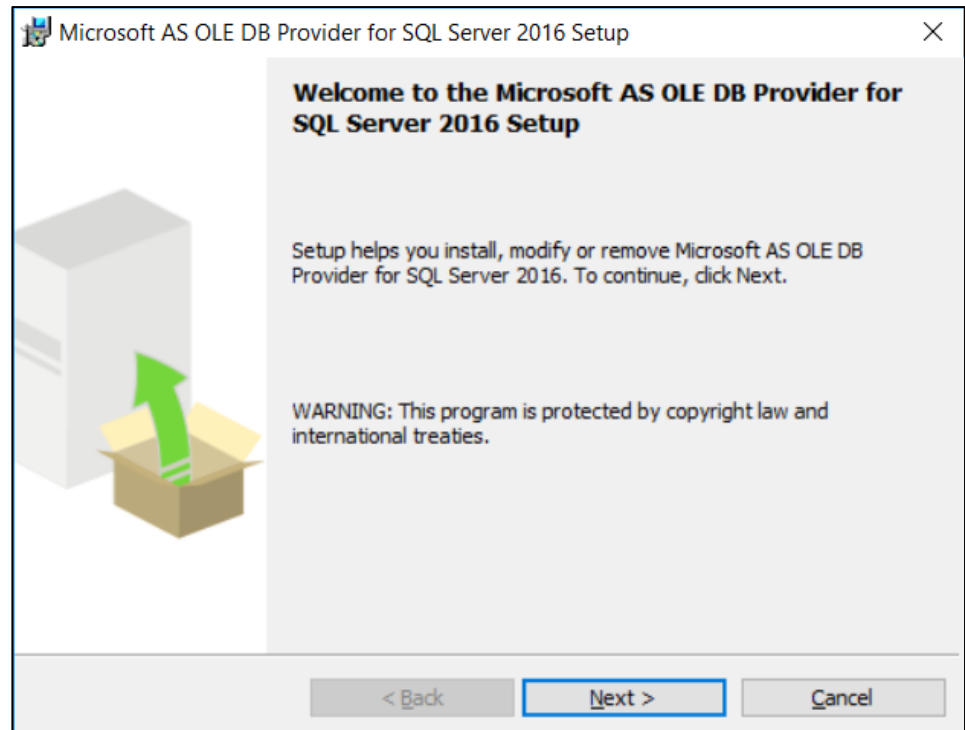 Microsoft AS OLE DB Provider for SQL Server 2016 Setup
Welcome to the Microsoft AS OLE DB Provider for
SQL Server 2016 Setup
Setup helps you install, modify or remove Microsoft AS OLE DB
Provider for SQL Server 2016. To continue, click Next.
WARNING: This program is protected by copyright law and
international treaties.
< Back Next > Cancel